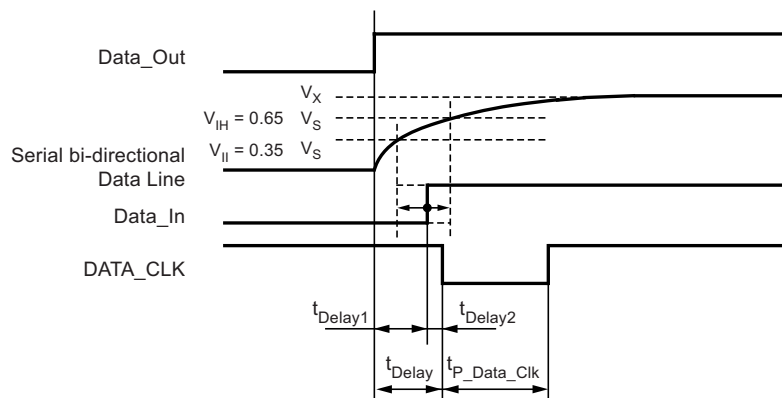 Data_Out
V_X
V_IH = 0.65 V_S
V_Il = 0.35 V_S
Serial bi-directional
Data Line
Data_In
DATA_CLK
t_Delay1 t_Delay2
t_Delay t_P_Data_Clk